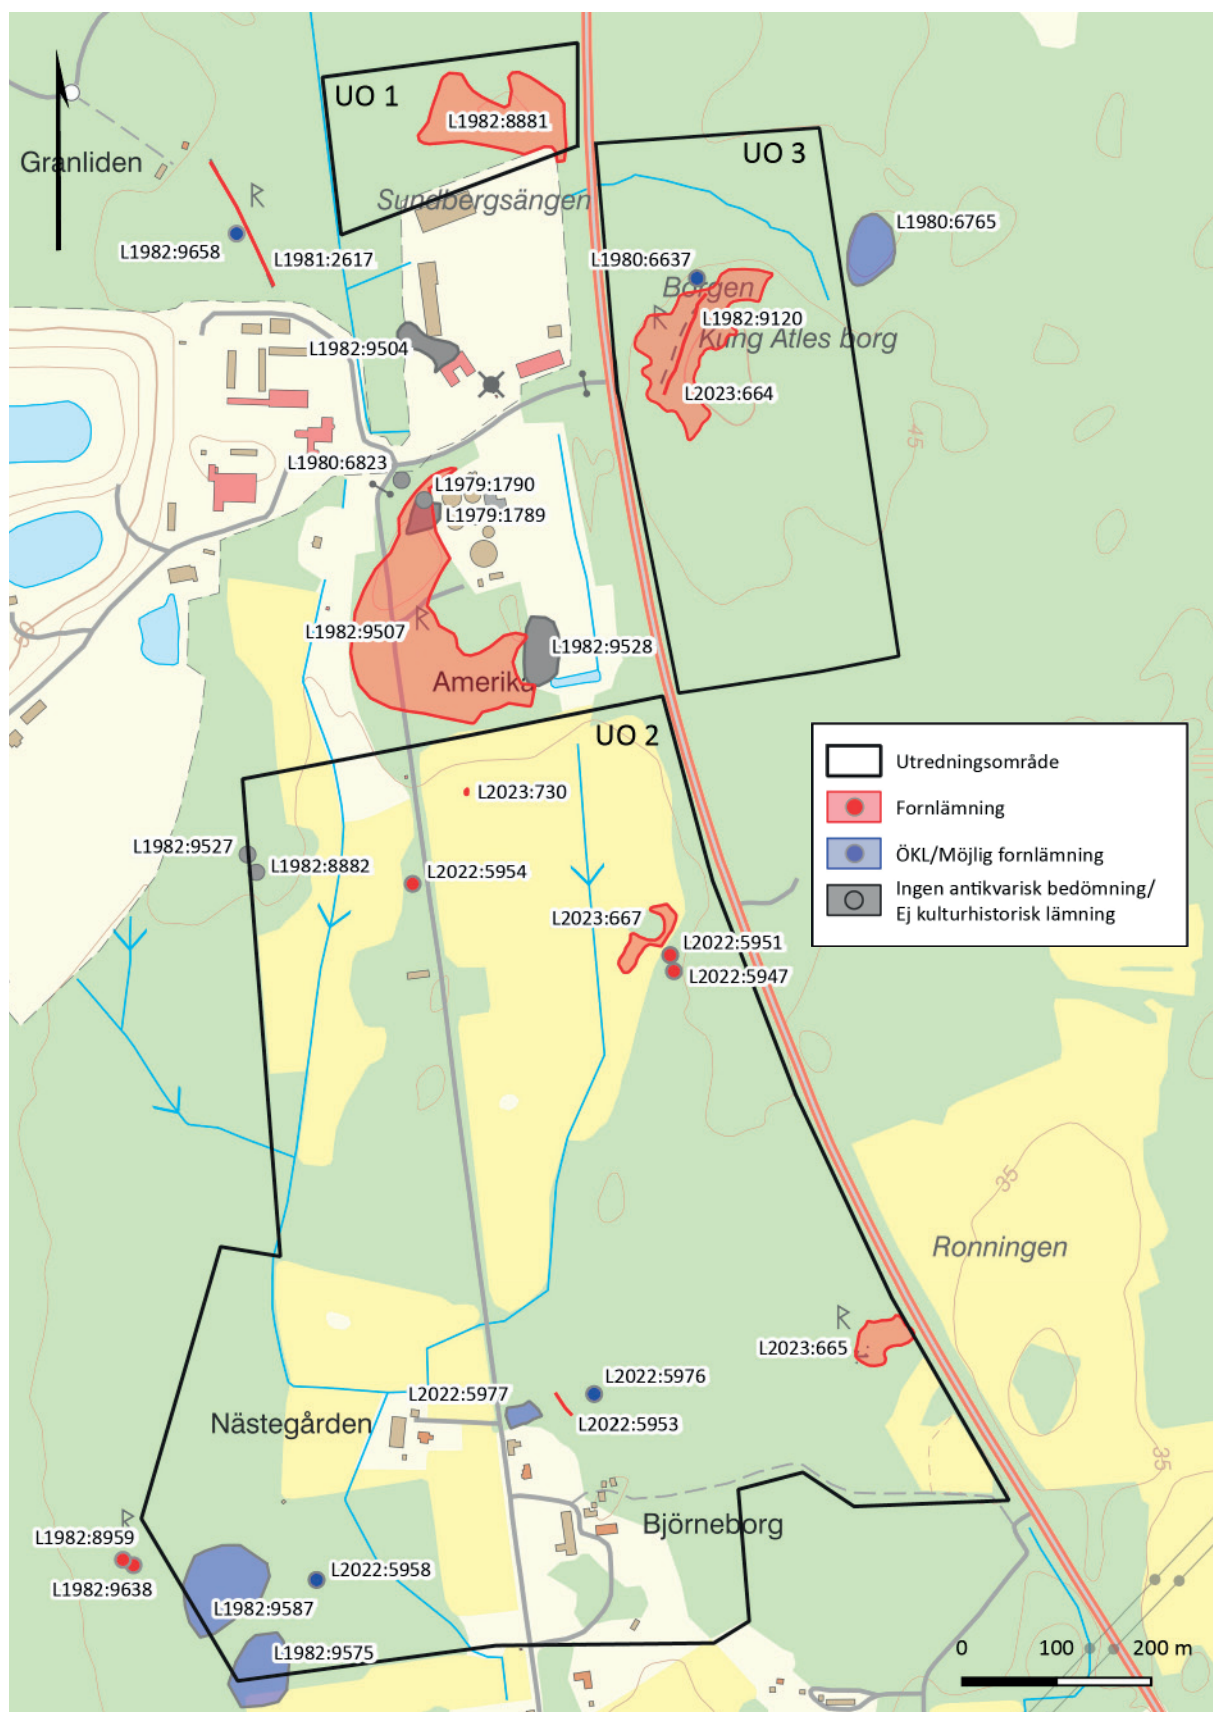 UO 1
L1982:8881
UO 3
Granliden
Sundbergsängen
L1980:6765
L1982:9658
L1981:2617
L1980:6637
Borgen
L1982:9120
Kung Atles borg
L1982:9504
L2023:664
45
L1980:6823
L1979:1790
L1979:1789
50
L1982:9507
L1982:9528
Amerika
UO 2
Utredningsområde
Fornlämning
ÖKL/Möjlig fornlämning
Ingen antikvarisk bedömning/
Ej kulturhistorisk lämning
L2023:730
L1982:9527
L1982:8882
L2022:5954
L2023:667
L2022:5951
L2022:5947
35
Ronningen
L2023:665
L2022:5976
L2022:5977
L2022:5953
Nästegården
35
Björneborg
L1982:8959
L1982:9638
L2022:5958
L1982:9587
L1982:9575
0 100 200 m